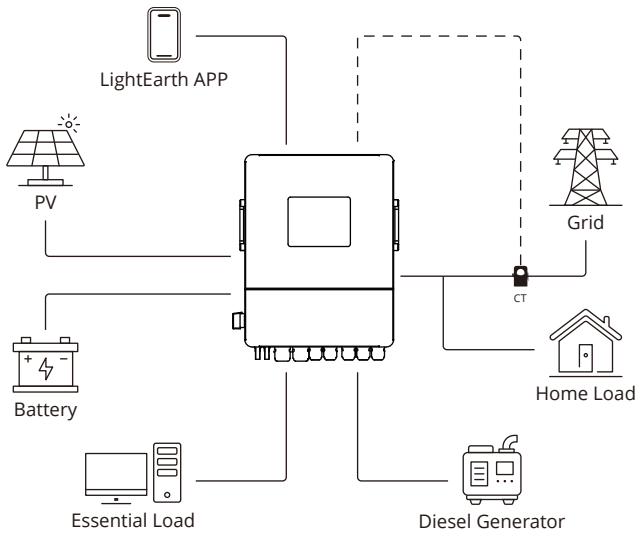 LightEarth APP
PV
Grid
CT
Battery
Home Load
Essential Load
Diesel Generator